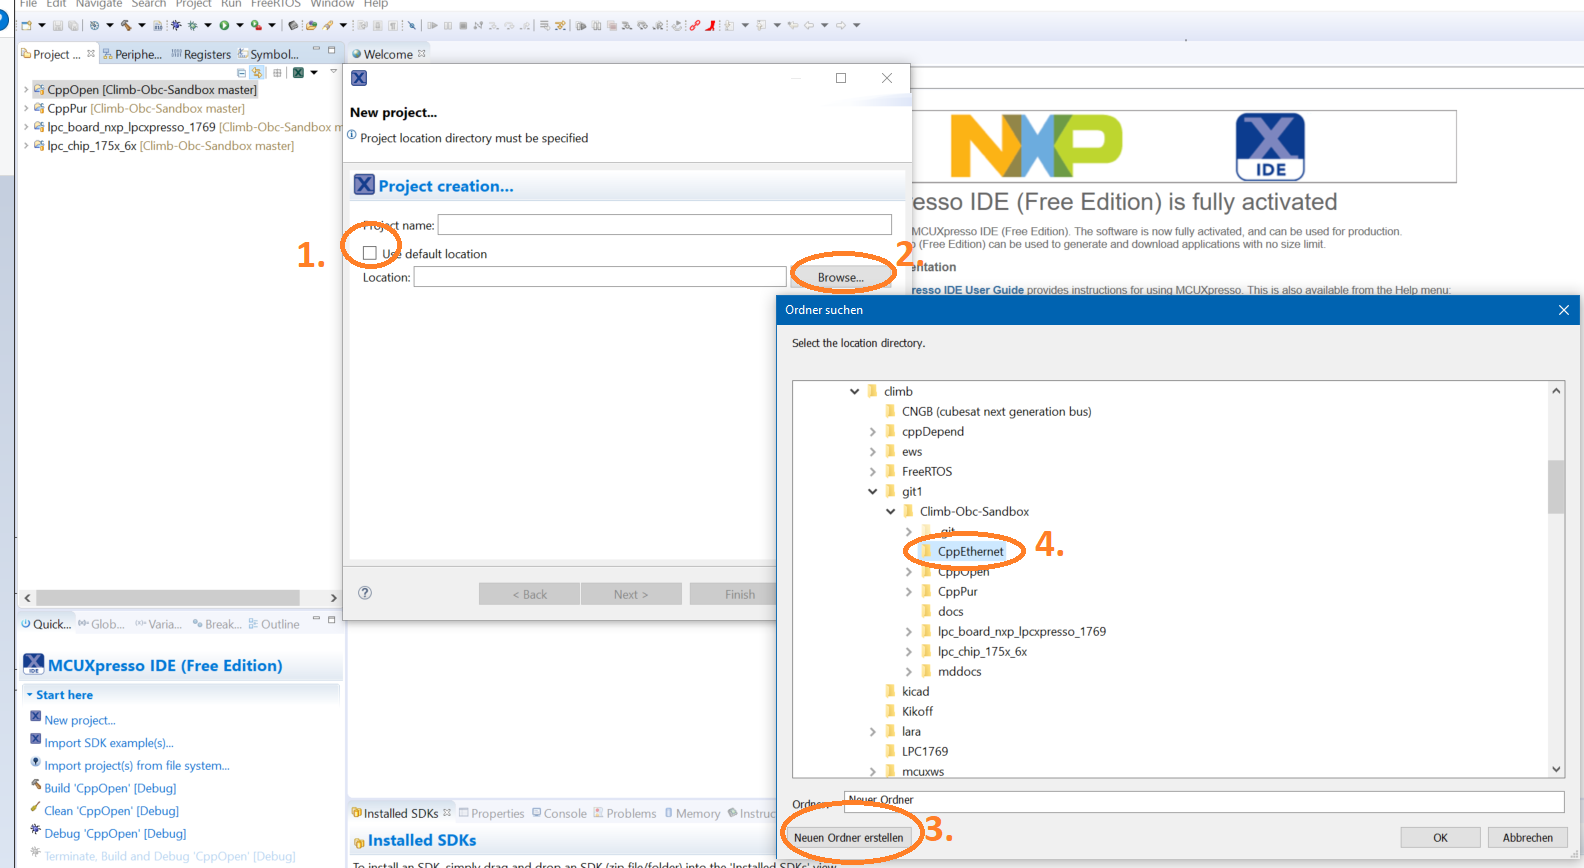 File Edit Navigate Search Project Run FreeRTOS Window Help
Project ... Periphe... Registers Symbol...
Welcome
CppOpen [Climb-Obc-Sandbox master]
CppPur [Climb-Obc-Sandbox master]
lpc_board_nxp_lpcxpresso_1769 [Climb-Obc-Sandbox m
lpc_chip_175x_6x [Climb-Obc-Sandbox master]
New project...
Project location directory must be specified
Project creation...
Project name:
1.
Use default location
Location:
Browse...
2.
< Back Next > Finish
NXP
IDE
esso IDE (Free Edition) is fully activated
MCUXpresso IDE (Free Edition). The software is now fully activated, and can be used for production.
(Free Edition) can be used to generate and download applications with no size limit.
entation
resso IDE User Guide provides instructions for using MCUXpresso. This is also available from the Help menu:
Ordner suchen
Select the location directory.
climb
CNGB (cubesat next generation bus)
cppDepend
ews
FreeRTOS
git1
Climb-Obc-Sandbox
.git
CppEthernet
4.
CppOpen
CppPur
docs
lpc_board_nxp_lpcxpresso_1769
lpc_chip_175x_6x
mddocs
kicad
Kikoff
lara
LPC1769
mcuxws
Ordner: Neuer Ordner
Neuen Ordner erstellen
3.
OK Abbrechen
Quick... Glob... Varia... Break... Outline
IDE
MCUXpresso IDE (Free Edition)
Start here
New project...
Import SDK example(s)...
Import project(s) from file system...
Build 'CppOpen' [Debug]
Clean 'CppOpen' [Debug]
Debug 'CppOpen' [Debug]
Terminate, Build and Debug 'CppOpen' [Debug]
Installed SDKs Properties Console Problems Memory Instruc
Installed SDKs
To install an SDK, simply drag and drop an SDK (zip file/folder) into the 'Installed SDKs' view.